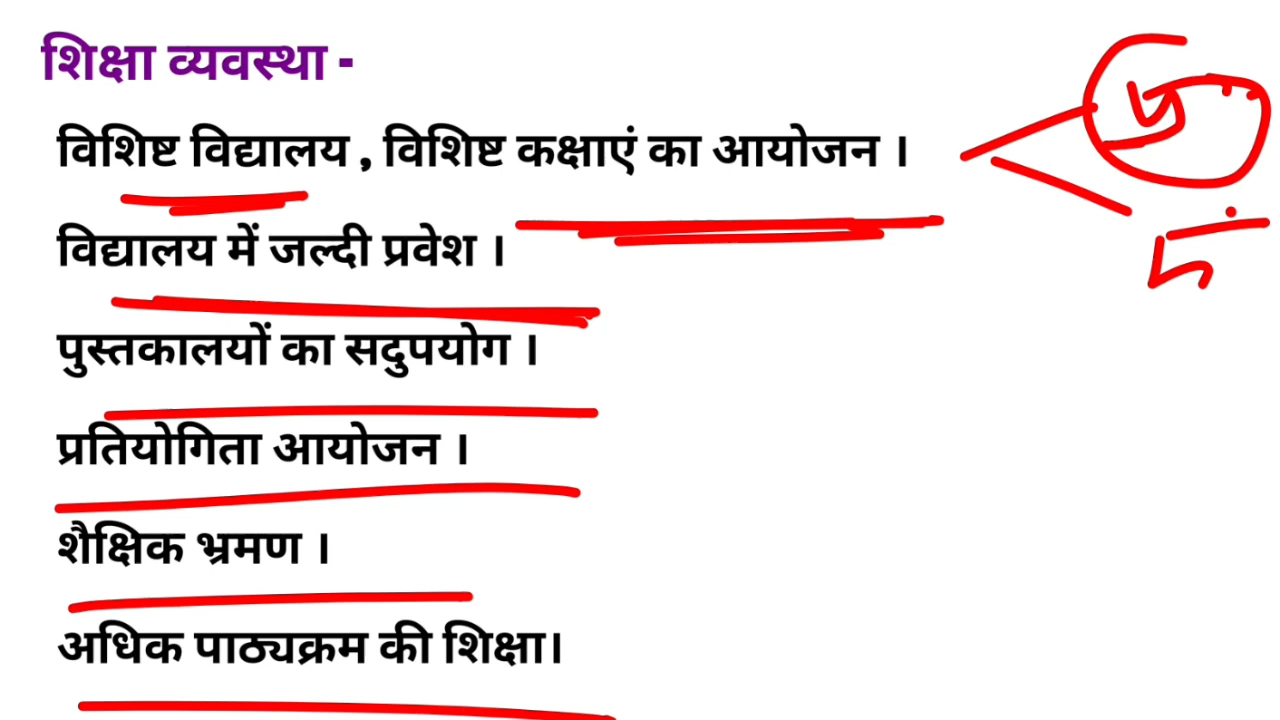 शिक्षा व्यवस्था -
विशिष्ट विद्यालय , विशिष्ट कक्षाएं का आयोजन ।
विद्यालय में जल्दी प्रवेश ।
पुस्तकालयों का सदुपयोग ।
प्रतियोगिता आयोजन ।
शैक्षिक भ्रमण ।
अधिक पाठ्यक्रम की शिक्षा।